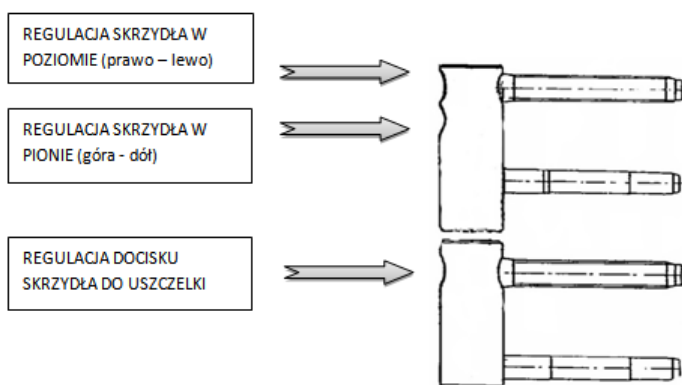 REGULACJA SKRZYDŁA W
POZIOMIE (prawo – lewo)
REGULACJA SKRZYDŁA W
PIONIE (góra - dół)
REGULACJA DOCISKU
SKRZYDŁA DO USZCZELKI